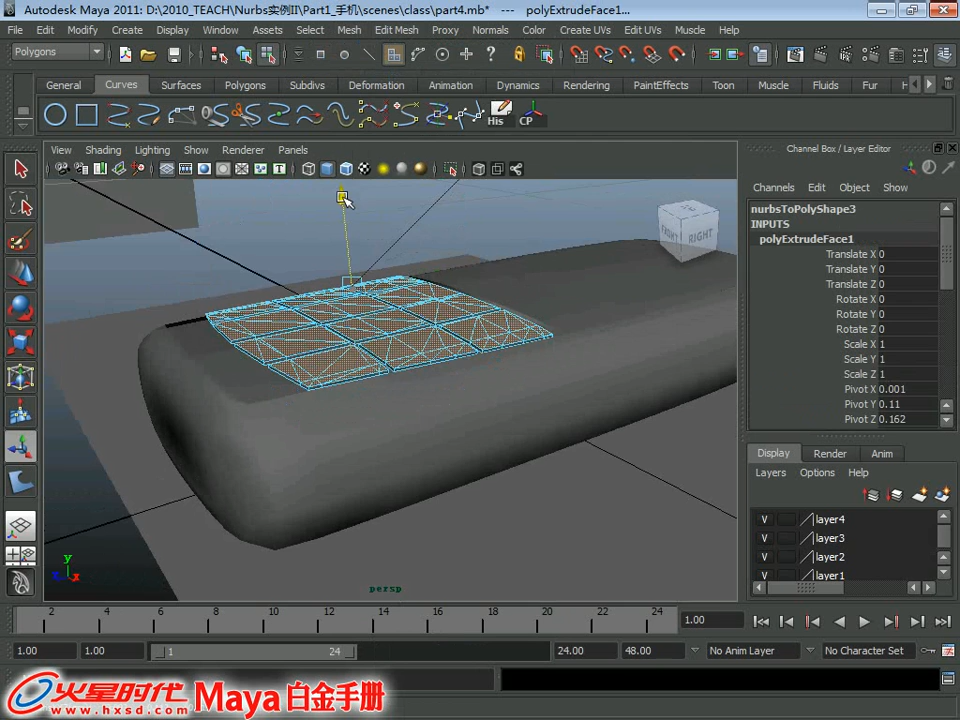 Autodesk Maya 2011: D:\2010_TEACH\Nurbs实例II\Part1_手机\scenes\class\part4.mb*   ---   polyExtrudeFace1...
File Edit Modify Create Display Window Assets Select Mesh Edit Mesh Proxy Normals Color Create UVs Edit UVs Muscle Help
Polygons
General Curves Surfaces Polygons Subdivs Deformation Animation Dynamics Rendering PaintEffects Toon Muscle Fluids Fur
His CP
View Shading Lighting Show Renderer Panels
Channel Box / Layer Editor
Channels Edit Object Show
nurbsToPolyShape3
INPUTS
polyExtrudeFace1
Translate X 0
Translate Y 0
Translate Z 0
Rotate X 0
Rotate Y 0
Rotate Z 0
Scale X 1
Scale Y 1
Scale Z 1
Pivot X 0.001
Pivot Y 0.11
Pivot Z 0.162
FRONT RIGHT
Display Render Anim
Layers Options Help
V layer4
V layer3
V layer2
V layer1
y
x
persp
2 4 6 8 10 12 14 16 18 20 22 24
1.00
1.00 1.00 1 24 24.00 48.00 No Anim Layer No Character Set
火星时代 Maya 白金手册
www.hxsd.com